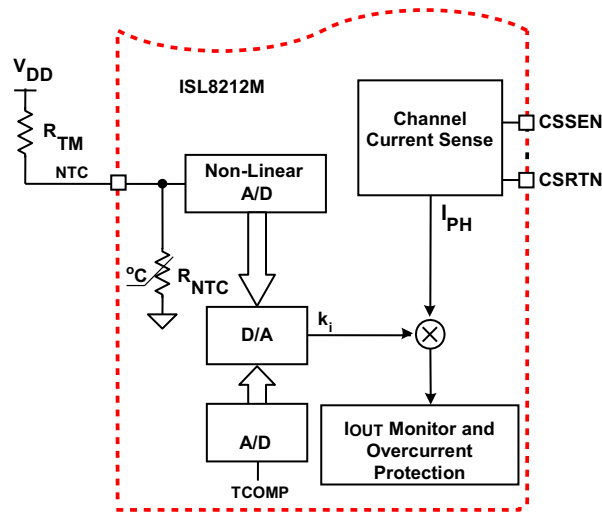 ISL8212M
VDD
RTM
NTC
Non-Linear
A/D
Channel
Current Sense
CSSEN
CSRTN
IPH
oC
RNTC
D/A
ki
A/D
TCOMP
IOUT Monitor and
Overcurrent
Protection